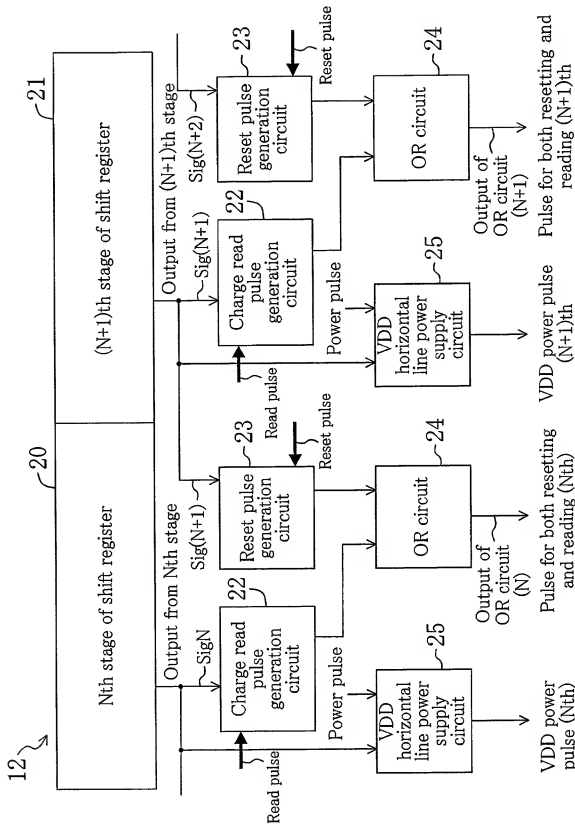 12
20
21
Nth stage of shift register
(N+1)th stage of shift register
Output from Nth stage
Output from (N+1)th stage
SigN
Sig(N+1)
Sig(N+1)
Sig(N+2)
22
23
22
23
Charge read
pulse
generation
circuit
Reset pulse
generation
circuit
Charge read
pulse
generation
circuit
Reset pulse
generation
circuit
Read pulse
Reset pulse
Read pulse
Reset pulse
Power pulse
Power pulse
25
24
25
24
VDD
horizontal
line power
supply
circuit
OR circuit
VDD
horizontal
line power
supply
circuit
OR circuit
Output of
OR circuit
(N)
Output of
OR circuit
(N+1)
VDD power
pulse (Nth)
Pulse for both resetting
and reading (Nth)
VDD power pulse
(N+1)th
Pulse for both resetting and
reading (N+1)th